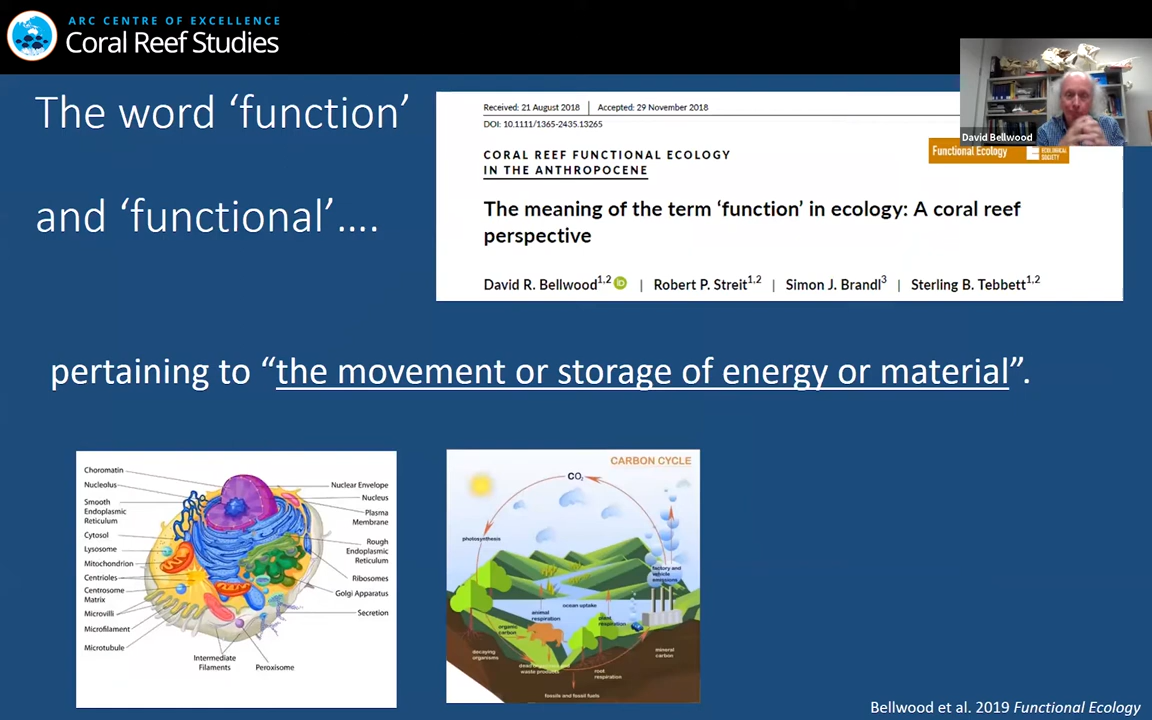 ARC CENTRE OF EXCELLENCE
Coral Reef Studies
The word ‘function’
and ‘functional’….
Received: 21 August 2018 | Accepted: 29 November 2018
DOI: 10.1111/1365-2435.13265
CORAL REEF FUNCTIONAL ECOLOGY
IN THE ANTHROPOCENE
Functional Ecology
ECOLOGICAL
SOCIETY
David Bellwood
The meaning of the term ‘function’ in ecology: A coral reef
perspective
David R. Bellwood1,2 iD | Robert P. Streit1,2 | Simon J. Brandl3 | Sterling B. Tebbett1,2
pertaining to “the movement or storage of energy or material”.
Chromatin
Nucleolus
Smooth
Endoplasmic
Reticulum
Cytosol
Lysosome
Mitochondrion
Centrioles
Centrosome
Matrix
Microvilli
Microfilament
Microtubule
Intermediate
Filaments
Peroxisome
Nuclear Envelope
Nucleus
Plasma
Membrane
Rough
Endoplasmic
Reticulum
Ribosomes
Golgi Apparatus
Secretion
CARBON CYCLE
CO2
photosynthesis
factory and
vehicle
emissions
ocean uptake
animal
respiration
plant
respiration
organic
carbon
decaying
organisms
mineral
carbon
dead organisms and
waste products
root
respiration
fossils and fossil fuels
Bellwood et al. 2019 Functional Ecology